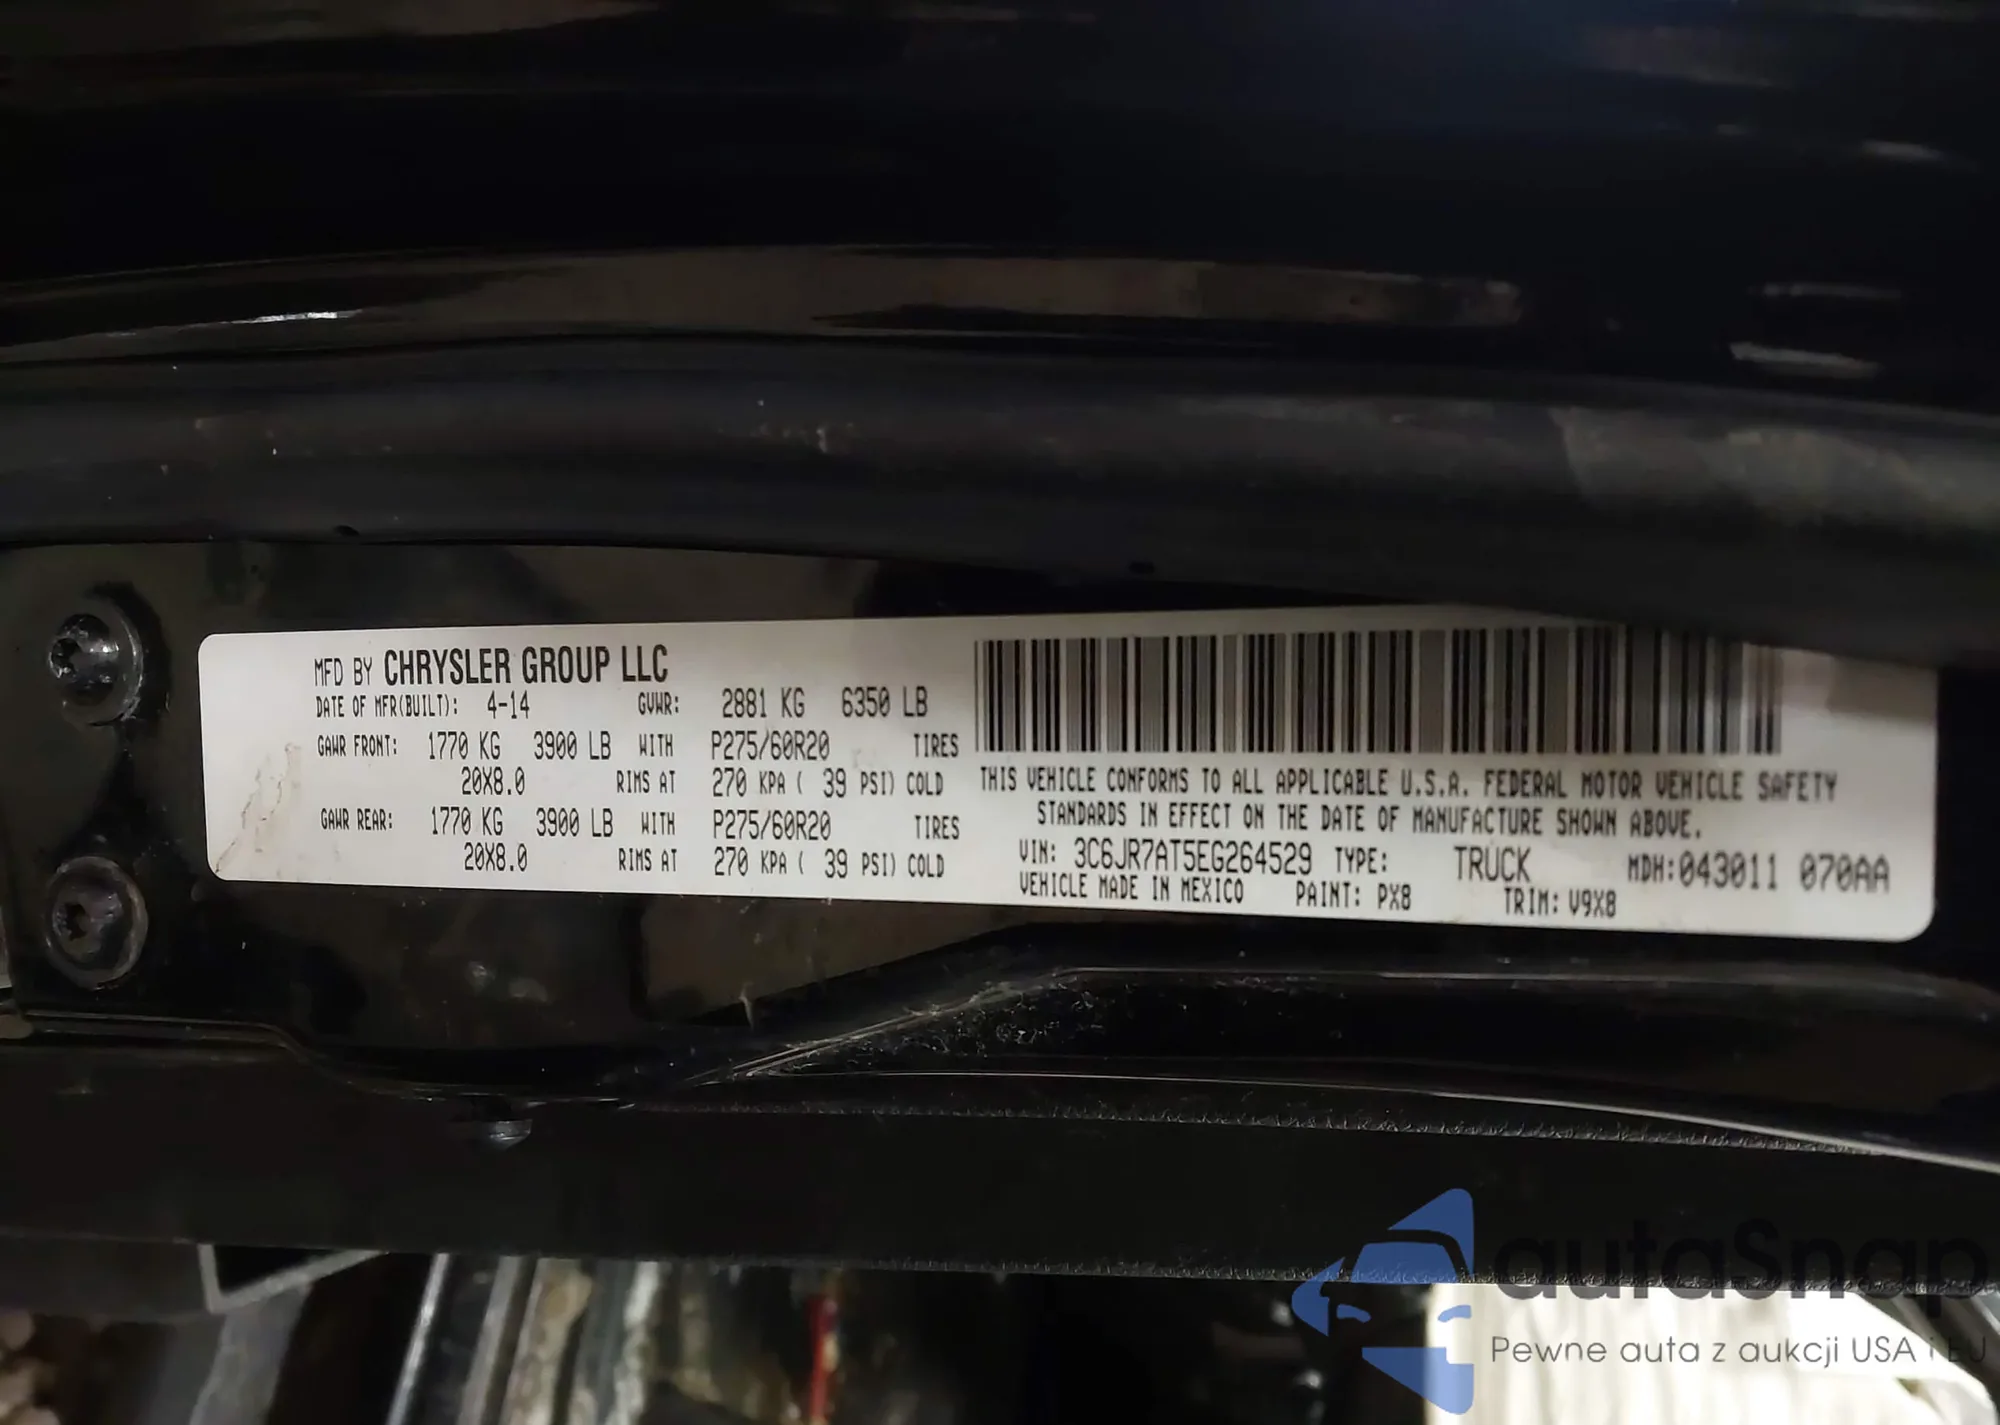 MFD BY CHRYSLER GROUP LLC
DATE OF MFR(BUILT): 4-14 GVWR: 2881 KG 6350 LB
GAWR FRONT: 1770 KG 3900 LB WITH P275/60R20 TIRES
20X8.0 RIMS AT 270 KPA ( 39 PSI) COLD
GAWR REAR: 1770 KG 3900 LB WITH P275/60R20 TIRES
20X8.0 RIMS AT 270 KPA ( 39 PSI) COLD
THIS VEHICLE CONFORMS TO ALL APPLICABLE U.S.A. FEDERAL MOTOR VEHICLE SAFETY
STANDARDS IN EFFECT ON THE DATE OF MANUFACTURE SHOWN ABOVE.
VIN: 3C6JR7AT5EG264529 TYPE: TRUCK MDH:043011 070AA
VEHICLE MADE IN MEXICO PAINT: PX8 TRIM: V9X8
autaSnap
Pewne auta z aukcji USA i EU